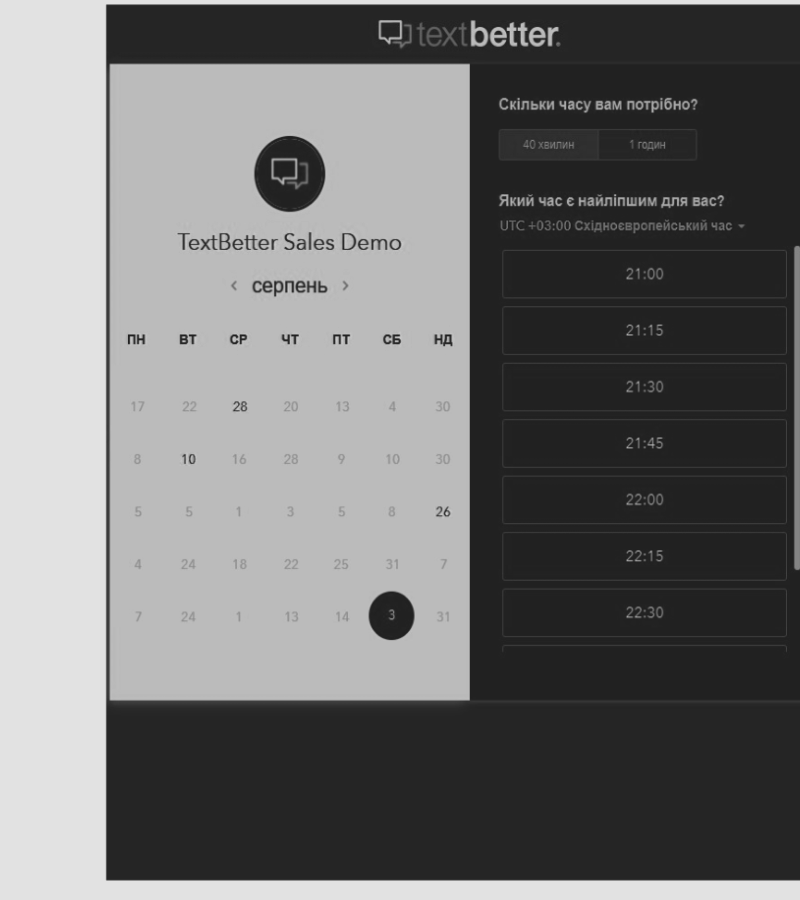 textbetter.
TextBetter Sales Demo
серпень
ПН ВТ СР ЧТ ПТ СБ НД
17 22 28 20 13 4 30
8 10 16 28 9 10 30
5 5 1 3 5 8 26
4 24 18 22 25 31 7
7 24 1 13 14 3 31
Скільки часу вам потрібно?
40 хвилин 1 годин
Який час є найліпшим для вас?
UTC +03:00 Східноєвропейський час
21:00
21:15
21:30
21:45
22:00
22:15
22:30